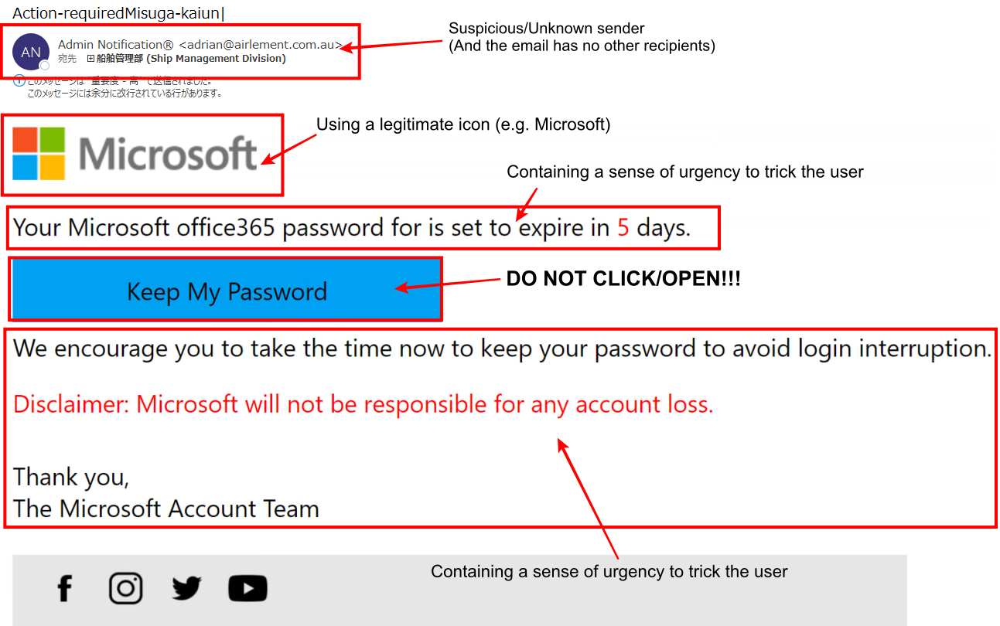 Action-requiredMisuga-kaiun|
Suspicious/Unknown sender
(And the email has no other recipients)
AN
Admin Notification® <adrian@airlement.com.au>
宛先 船舶管理部 (Ship Management Division)
このメッセージは "重要度 - 高" で送信されました。
このメッセージには余分に改行されている行があります。
Using a legitimate icon (e.g. Microsoft)
Microsoft
Containing a sense of urgency to trick the user
Your Microsoft office365 password for is set to expire in 5 days.
Keep My Password
DO NOT CLICK/OPEN!!!
We encourage you to take the time now to keep your password to avoid login interruption.
Disclaimer: Microsoft will not be responsible for any account loss.
Thank you,
The Microsoft Account Team
Containing a sense of urgency to trick the user